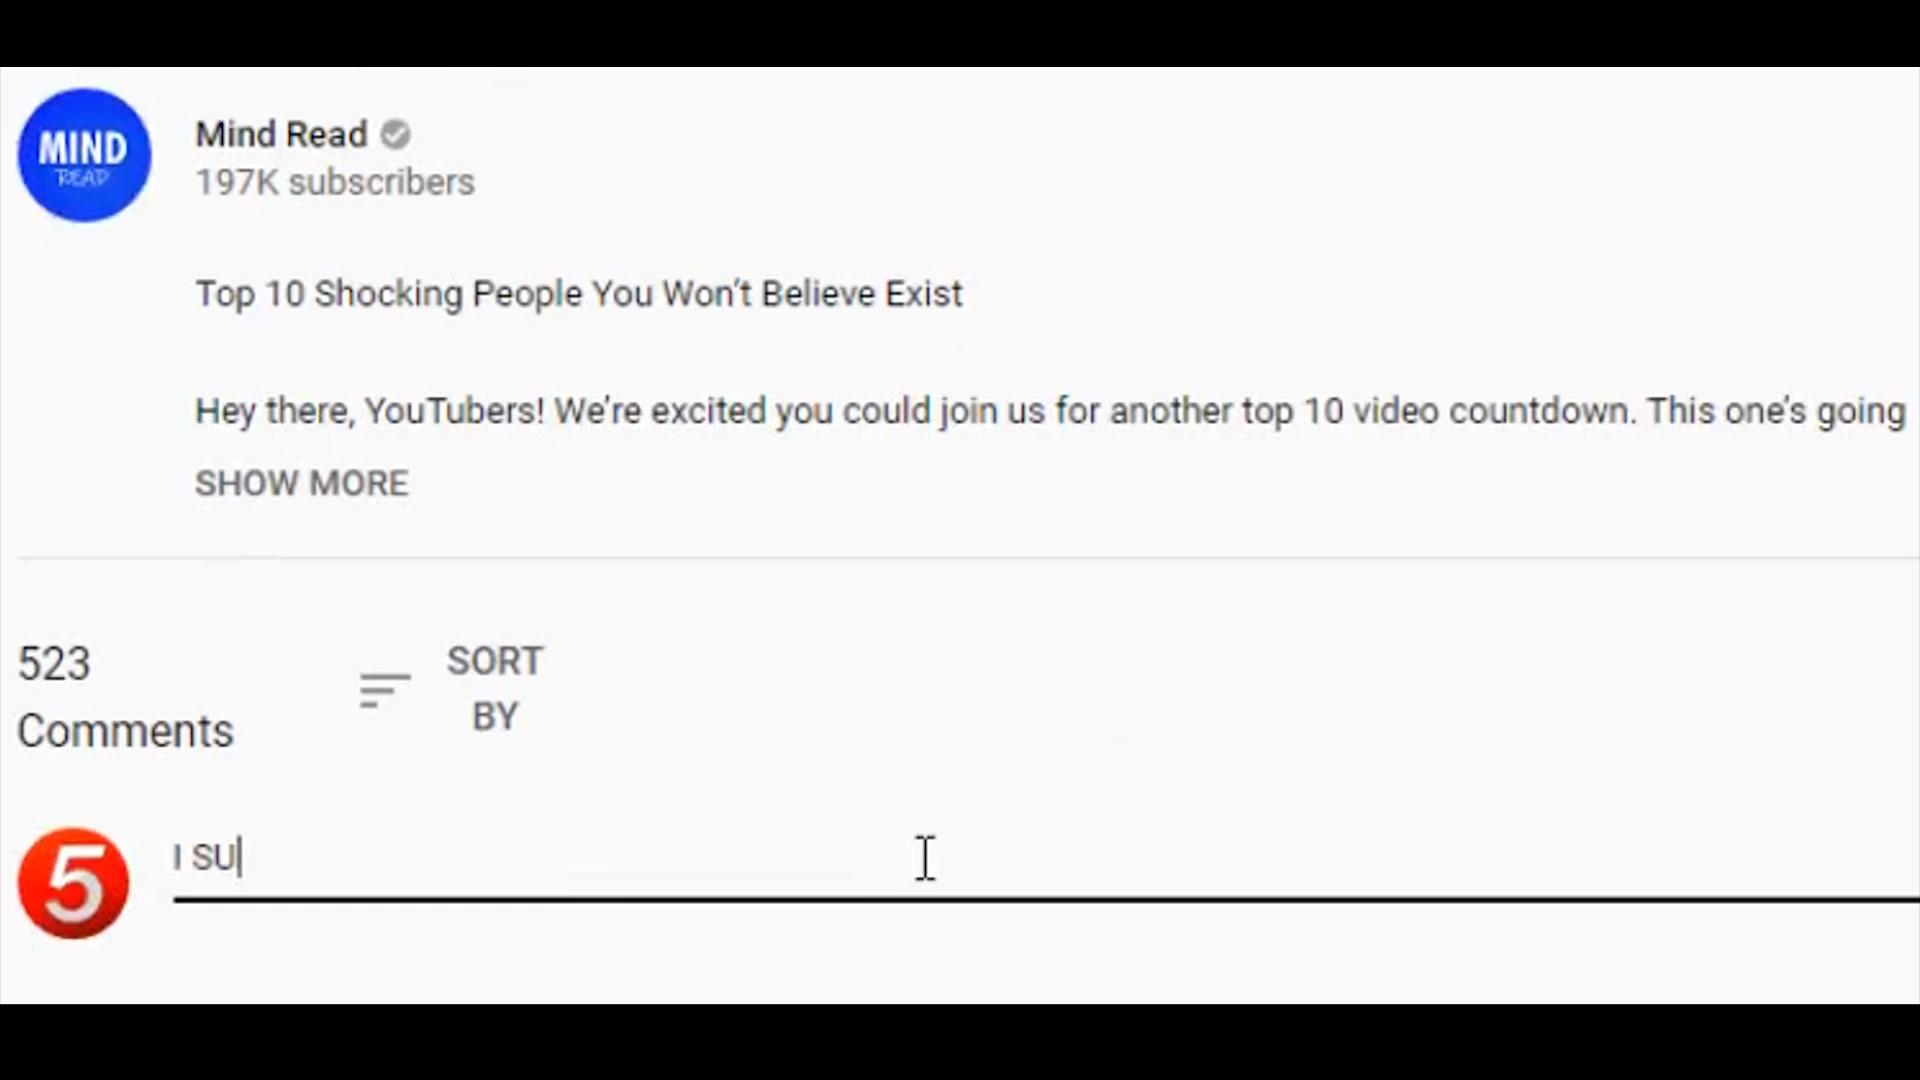 MIND
READ
Mind Read
197K subscribers
Top 10 Shocking People You Won't Believe Exist
Hey there, YouTubers! We're excited you could join us for another top 10 video countdown. This one's going
SHOW MORE
523
Comments
SORT
BY
5
I SU